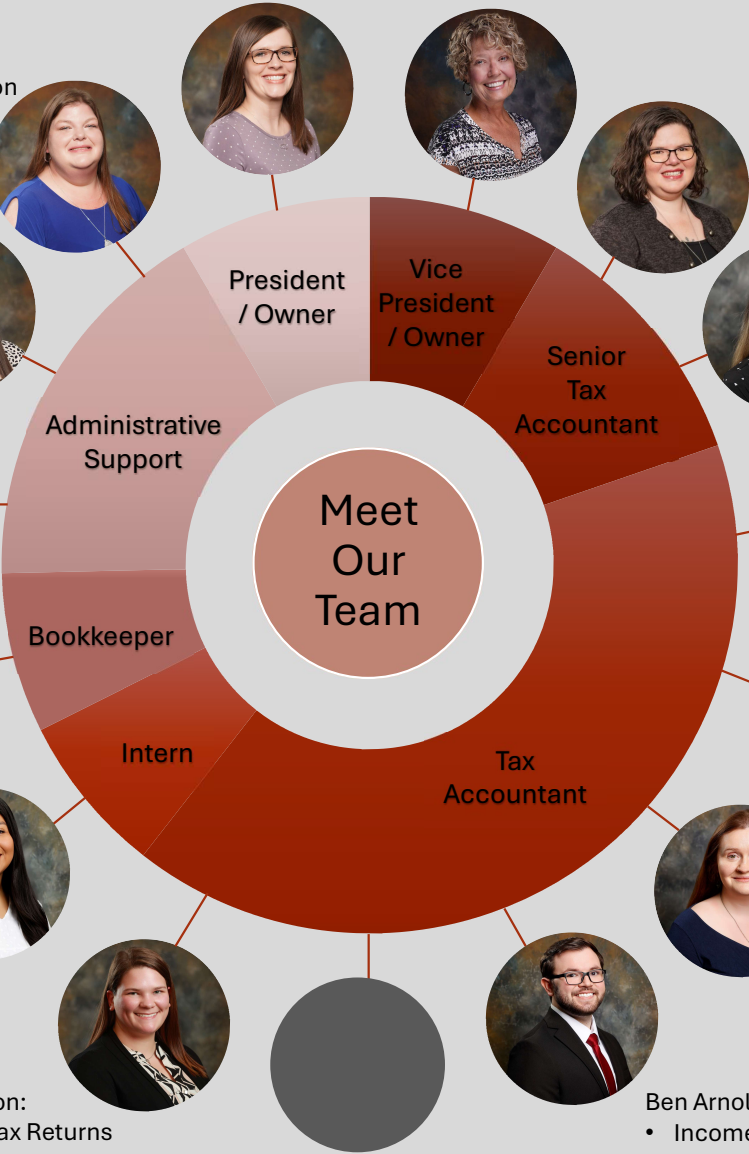 on
President
/ Owner
Vice
President
/ Owner
Senior
Tax
Accountant
Administrative
Support
Meet
Our
Team
Bookkeeper
Intern
Tax
Accountant
on:
ax Returns
Ben Arnol
• Income